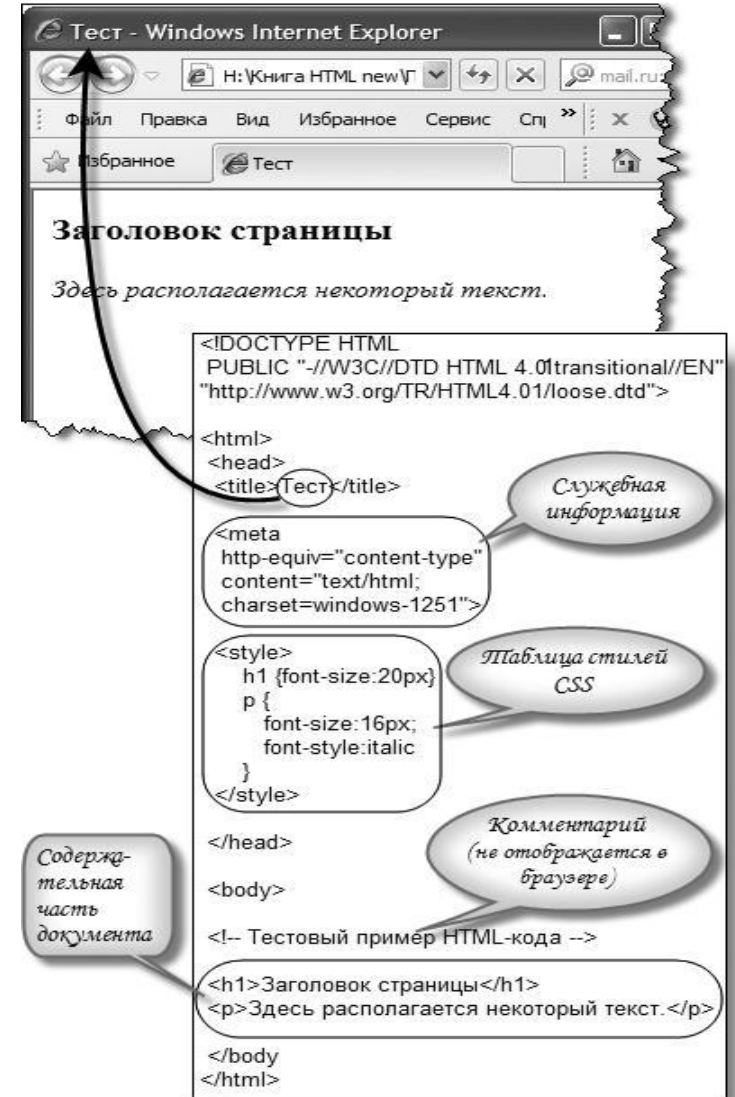 Тест - Windows Internet Explorer
H:\Книга HTML new\П
mail.ru:
Файл Правка Вид Избранное Сервис Спр »
Избранное
Тест
Заголовок страницы
Здесь располагается некоторый текст.
<!DOCTYPE HTML
PUBLIC "-//W3C//DTD HTML 4.01transitional//EN"
"http://www.w3.org/TR/HTML4.01/loose.dtd">
<html>
<head>
<title>Тест</title>
Служебная
информация
<meta
http-equiv="content-type"
content="text/html;
charset=windows-1251">
<style>
h1 {font-size:20px}
p {
font-size:16px;
font-style:italic
}
</style>
Таблица стилей
CSS
</head>
Комментарий
(не отображается в
браузере)
<body>
Содержа-
тельная
часть
документа
<!-- Тестовый пример HTML-кода -->
<h1>Заголовок страницы</h1>
<p>Здесь располагается некоторый текст.</p>
</body
</html>